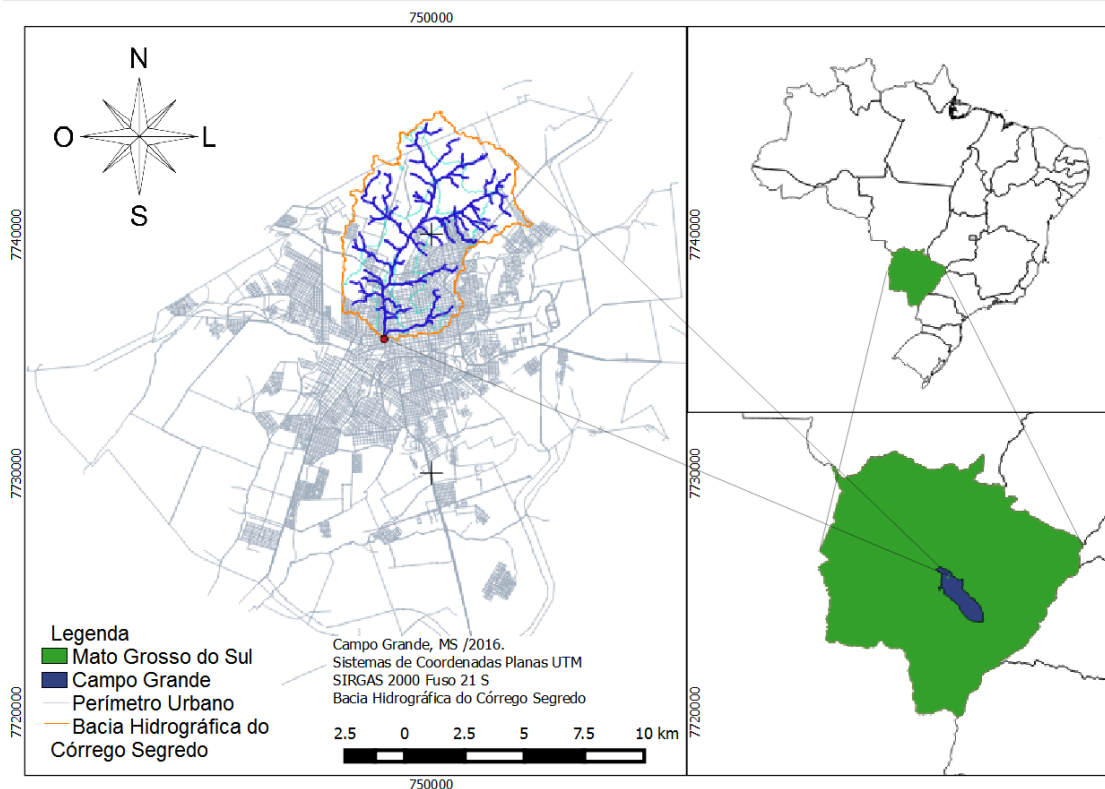 750000
N
O
L
S
7740000
7740000
7730000
7730000
7720000
7720000
Legenda
Mato Grosso do Sul
Campo Grande
Perímetro Urbano
Bacia Hidrográfica do
Córrego Segredo
Campo Grande, MS /2016.
Sistemas de Coordenadas Planas UTM
SIRGAS 2000 Fuso 21 S
Bacia Hidrográfica do Córrego Segredo
2.5 0 2.5 5 7.5 10 km
750000